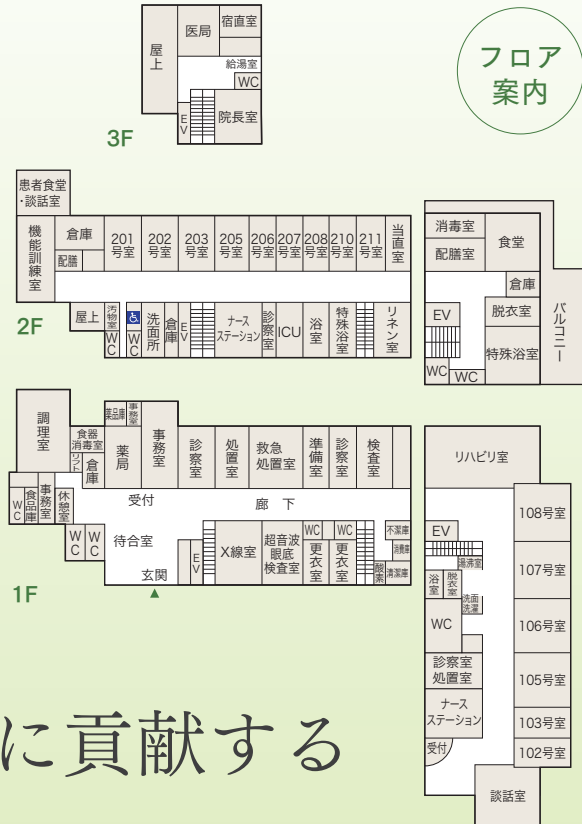 フロア
案内
屋上
医局
宿直室
給湯室
WC
EV
院長室
3F
患者食堂
・談話室
機能訓練室
倉庫
配膳
201
号室
202
号室
203
号室
205
号室
206
号室
207
号室
208
号室
210
号室
211
号室
当直室
屋上
汚物室
WC
WC
洗面所
倉庫
EV
ナース
ステーション
診察室
ICU
浴室
特殊浴室
リネン室
2F
消毒室
配膳室
食堂
倉庫
EV
脱衣室
バルコニー
特殊浴室
WC
WC
調理室
食器
消毒室
リフト
倉庫
薬品庫
事務室
薬局
事務室
診察室
処置室
救急
処置室
準備室
診察室
検査室
WC
食品庫
事務室
休憩室
WC
WC
受付
廊下
待合室
玄関
EV
X線室
超音波
眼底
検査室
WC
更衣室
WC
更衣室
不潔庫
消費庫
酸素
清潔庫
1F
リハビリ室
108号室
EV
湯沸室
107号室
浴室
脱衣室
洗面
洗濯
WC
106号室
診察室
処置室
105号室
ナース
ステーション
103号室
受付
102号室
談話室
に貢献する